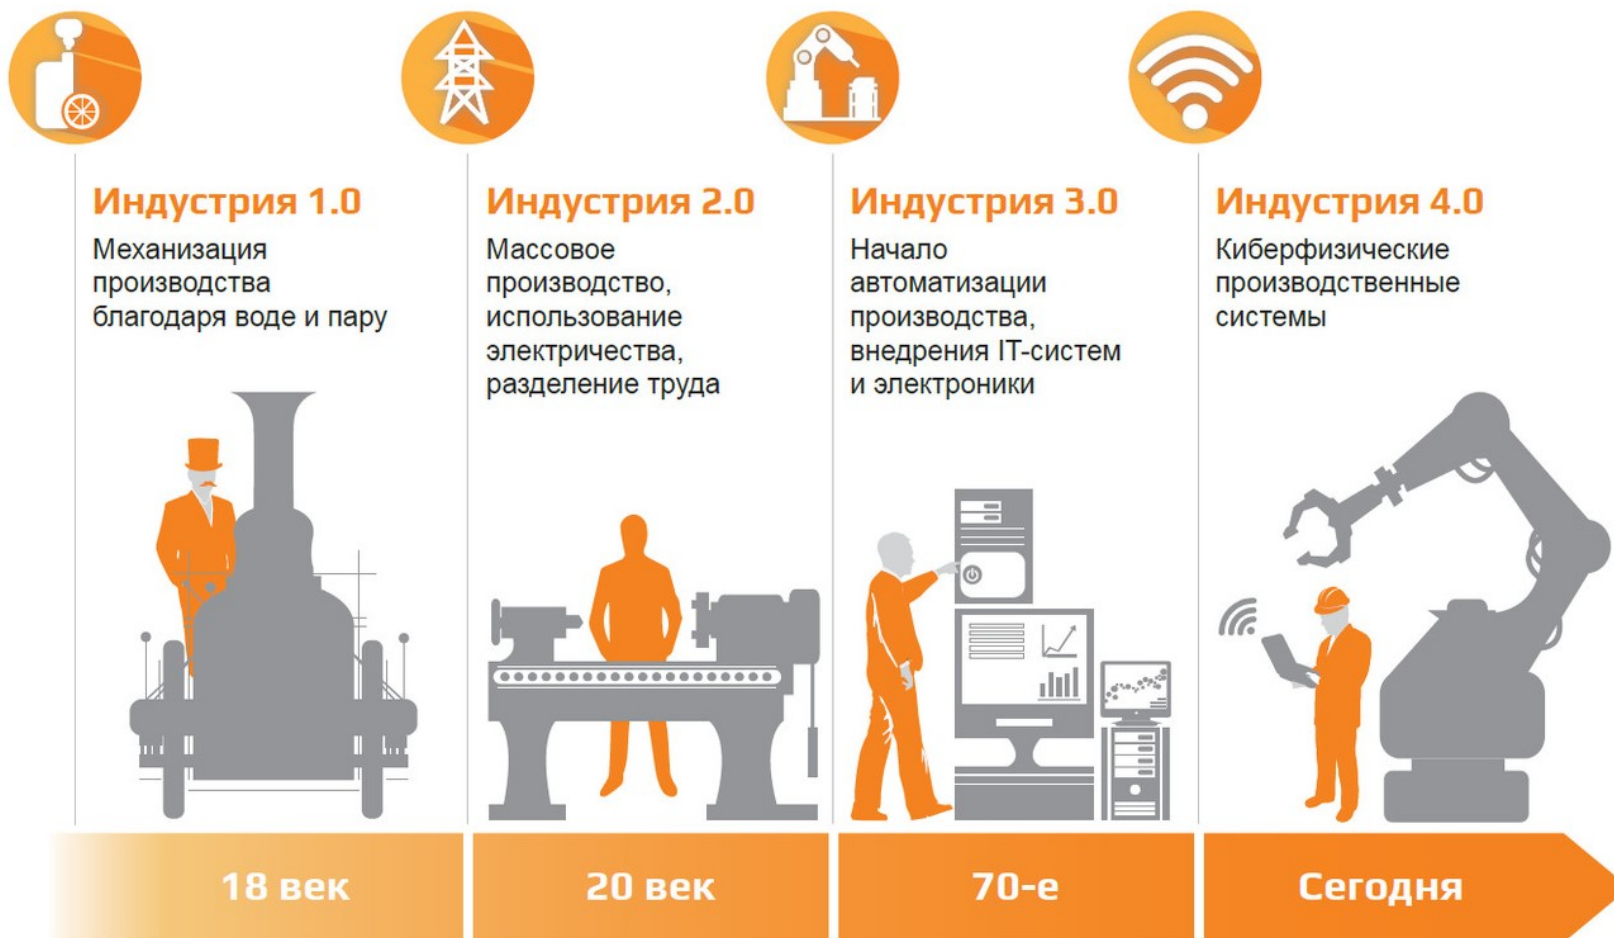 Индустрия 1.0
Механизация
производства
благодаря воде и пару
Индустрия 2.0
Массовое
производство,
использование
электричества,
разделение труда
Индустрия 3.0
Начало
автоматизации
производства,
внедрения IT-систем
и электроники
Индустрия 4.0
Киберфизические
производственные
системы
18 век
20 век
70-е
Сегодня